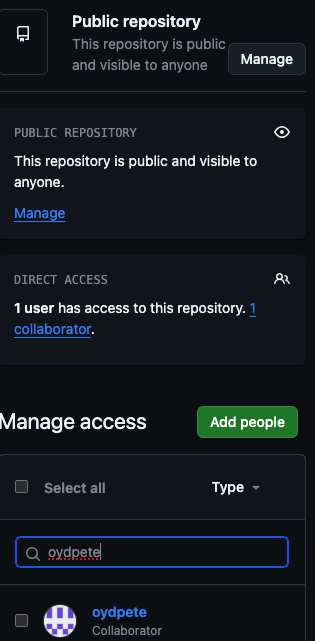 Public repository
This repository is public
and visible to anyone
Manage
PUBLIC REPOSITORY
This repository is public and visible to
anyone.
Manage
DIRECT ACCESS
1 user has access to this repository. 1
collaborator.
Manage access
Add people
Select all
Type
oydpete
oydpete
Collaborator